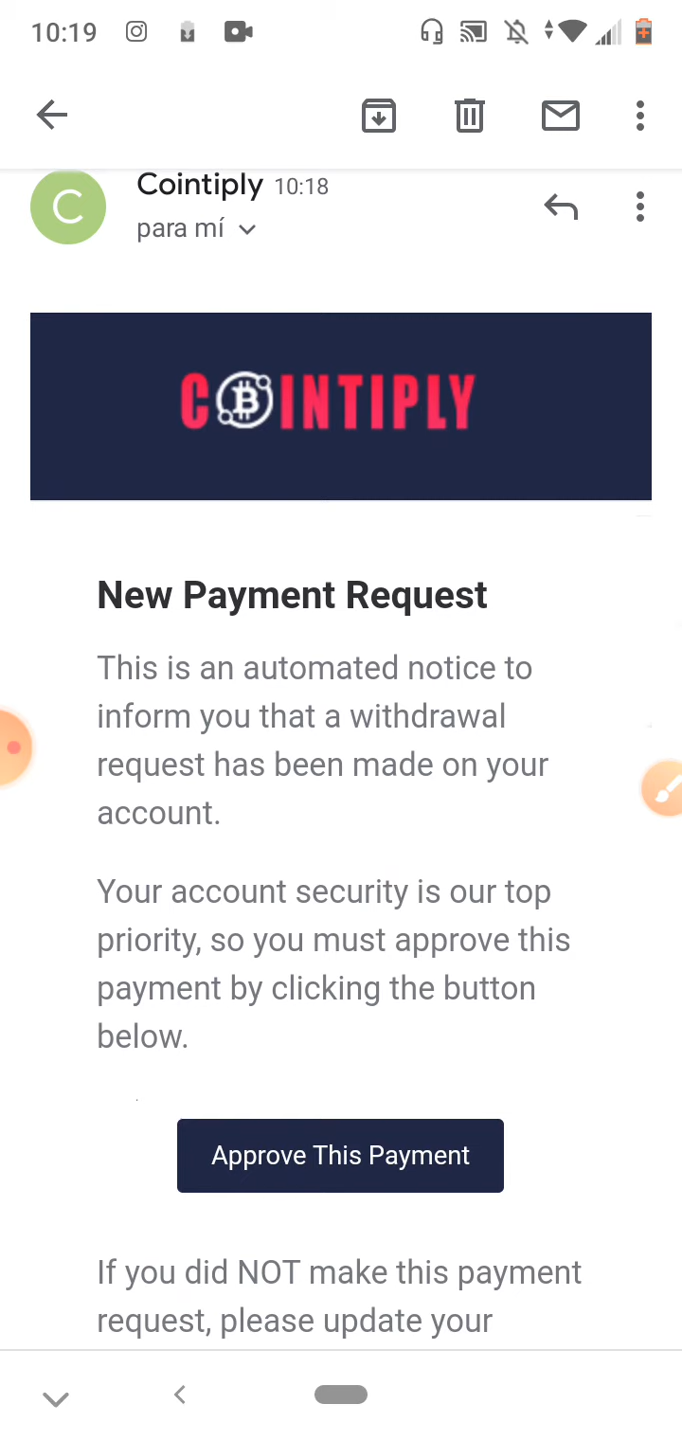 10:19
Cointiply 10:18
C
para mí
COINTIPLY
New Payment Request
This is an automated notice to
inform you that a withdrawal
request has been made on your
account.
Your account security is our top
priority, so you must approve this
payment by clicking the button
below.
Approve This Payment
If you did NOT make this payment
request, please update your